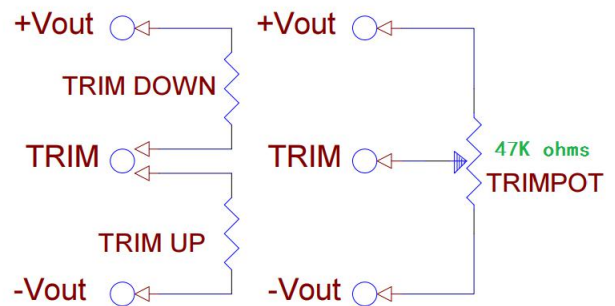 +Vout
TRIM DOWN
TRIM
TRIM UP
-Vout
+Vout
TRIM
47K ohms
TRIMPOT
-Vout